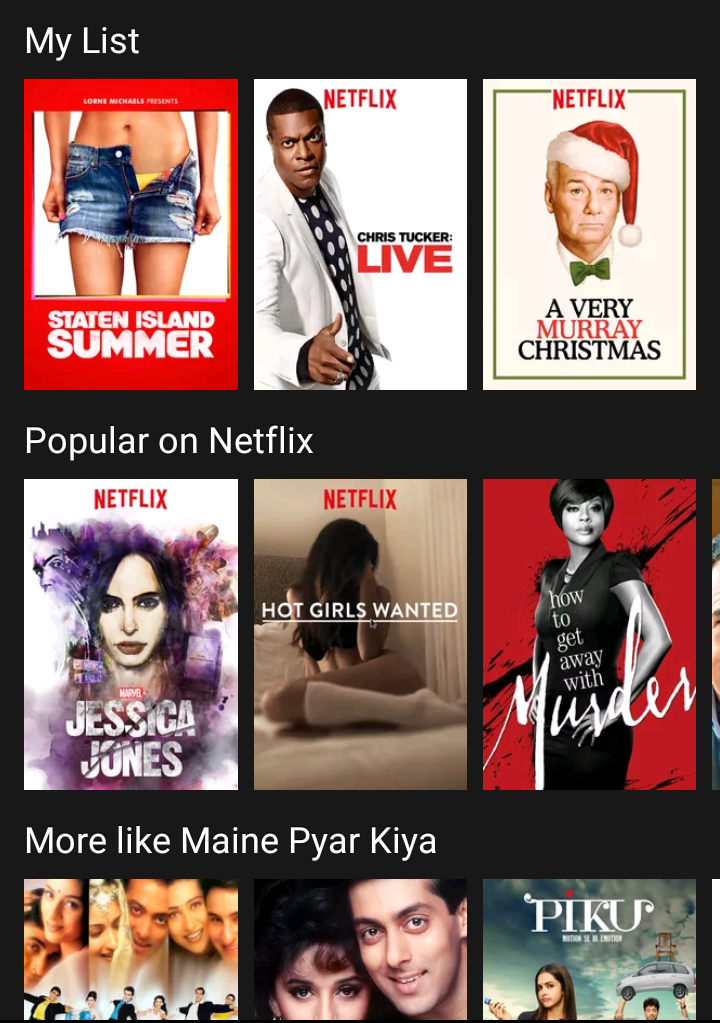 My List
LORNE MICHAELS PRESENTS
STATEN ISLAND
SUMMER
NETFLIX
CHRIS TUCKER:
LIVE
NETFLIX
A VERY
MURRAY
CHRISTMAS
Popular on Netflix
NETFLIX
MARVEL
JESSICA
JONES
NETFLIX
HOT GIRLS WANTED
how
to
get
away
with
Murder
More like Maine Pyar Kiya
PIKU
MOTION SE HI EMOTION